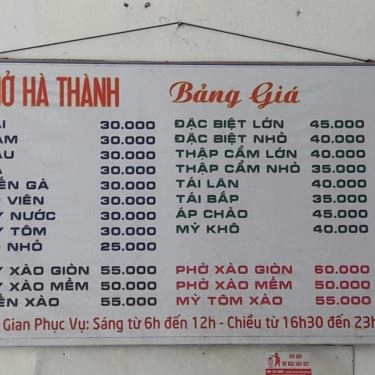 HÀ THÀNH Bảng Giá
30.000 ĐẶC BIỆT LỚN 45.000
30.000 ĐẶC BIỆT NHỎ 40.000
30.000 THẬP CẨM LỚN 40.000
30.000 THẬP CẨM NHỎ 35.000
GÀ 30.000 TÁI LĂN 40.000
VIÊN 30.000 TÁI BẮP 35.000
NƯỚC 30.000 ÁP CHẢO 45.000
TÔM 30.000 MỲ KHÔ 40.000
NHỎ 25.000
XÀO GIÒN 55.000 PHỞ XÀO GIÒN 60.000
XÀO MỀM 50.000 PHỞ XÀO MỀM 50.000
XÀO 55.000 MỲ TÔM XÀO 55.000
Gian Phục Vụ: Sáng từ 6h đến 12h - Chiều từ 16h30 đến 23h